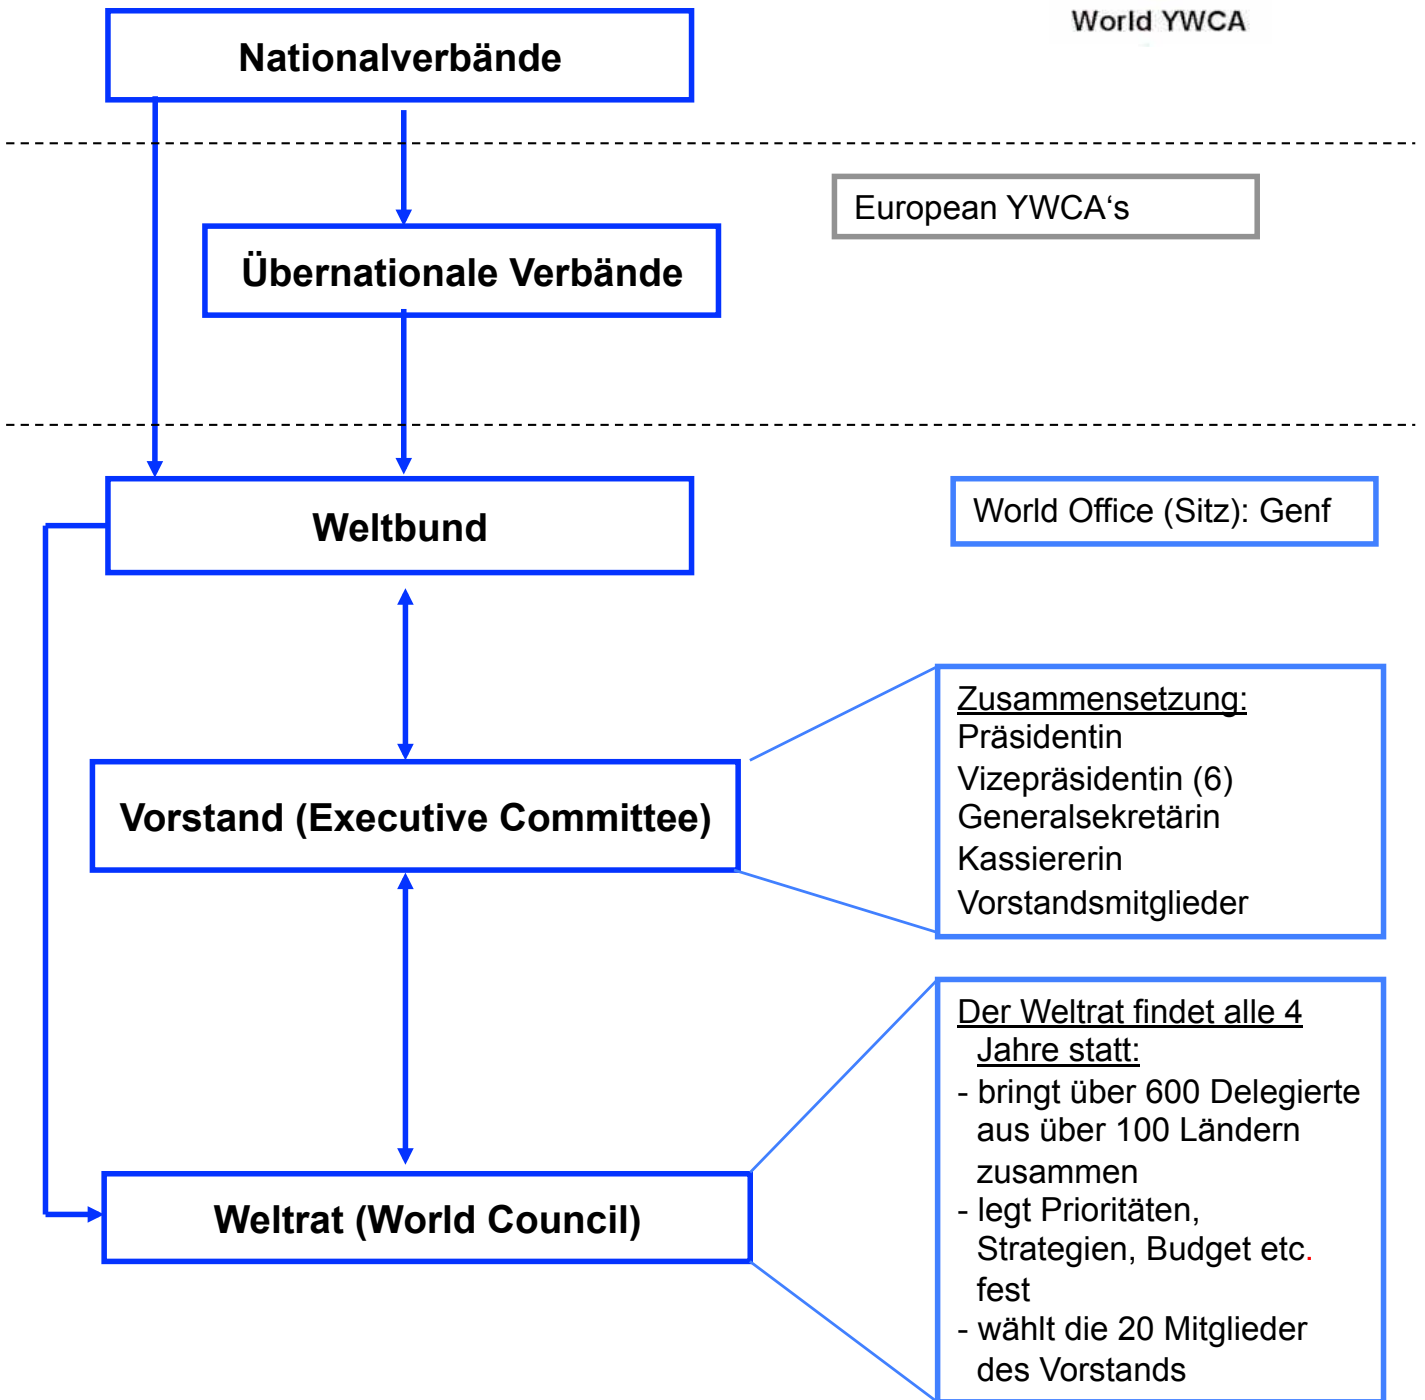 World YWCA
Nationalverbände
European YWCA‘s
Übernationale Verbände
Weltbund
World Office (Sitz): Genf
Zusammensetzung:
Präsidentin
Vizepräsidentin (6)
Generalsekretärin
Kassiererin
Vorstandsmitglieder
Vorstand (Executive Committee)
Der Weltrat findet alle 4
Jahre statt:
- bringt über 600 Delegierte
aus über 100 Ländern
zusammen
- legt Prioritäten,
Strategien, Budget etc.
fest
- wählt die 20 Mitglieder
des Vorstands
Weltrat (World Council)